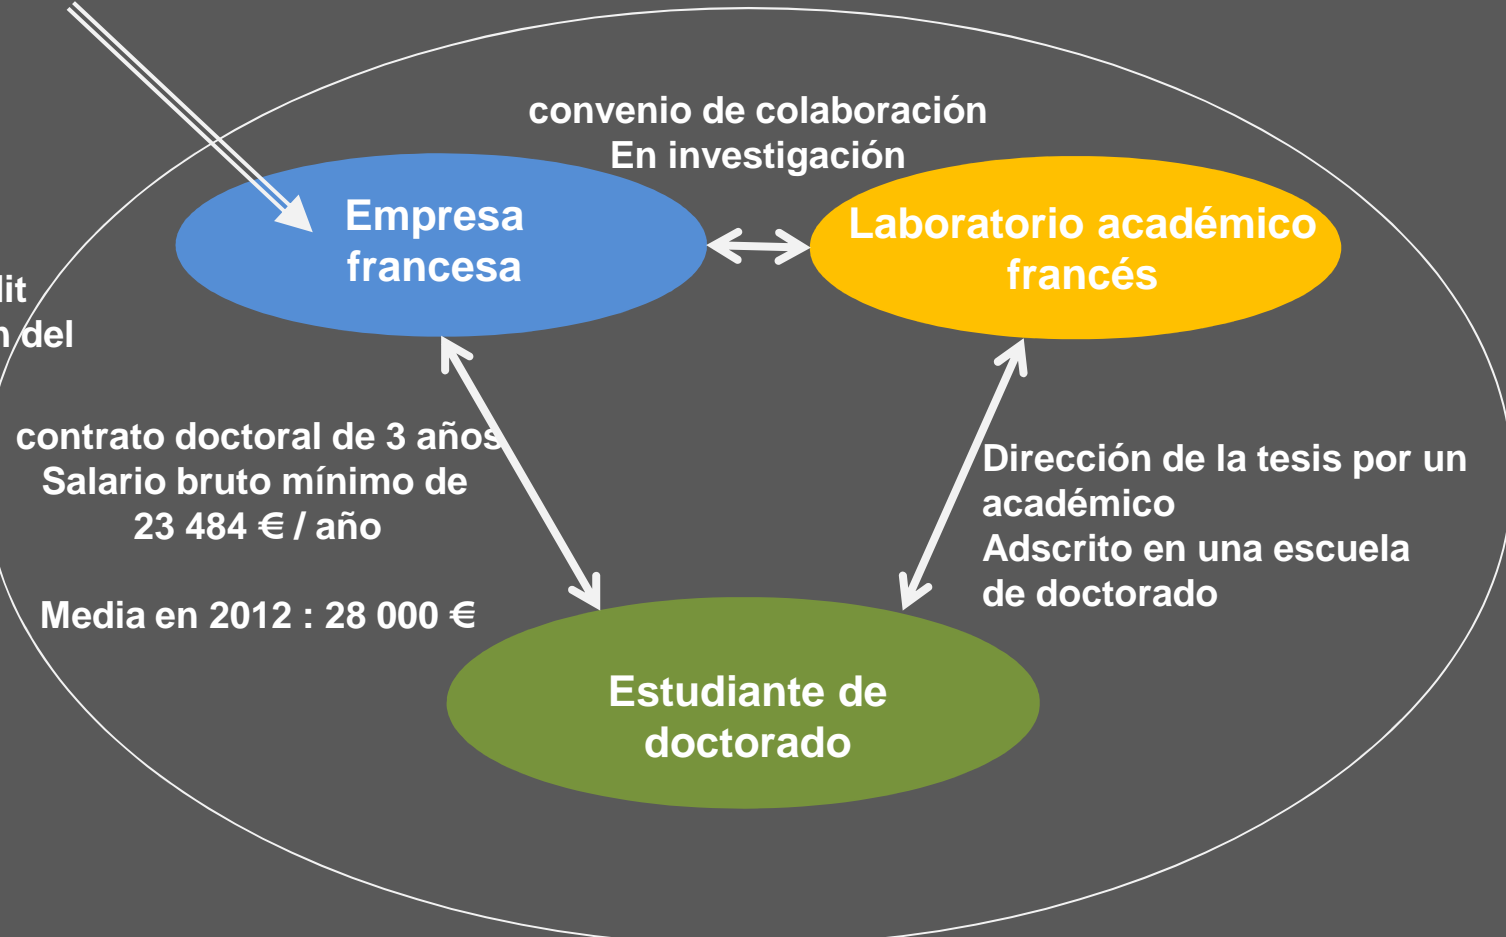 convenio de colaboración
En investigación
Empresa
francesa
Laboratorio académico
francés
del
contrato doctoral de 3 años
Salario bruto mínimo de
23 484 € / año
Media en 2012 : 28 000 €
Dirección de la tesis por un
académico
Adscrito en una escuela
de doctorado
Estudiante de
doctorado